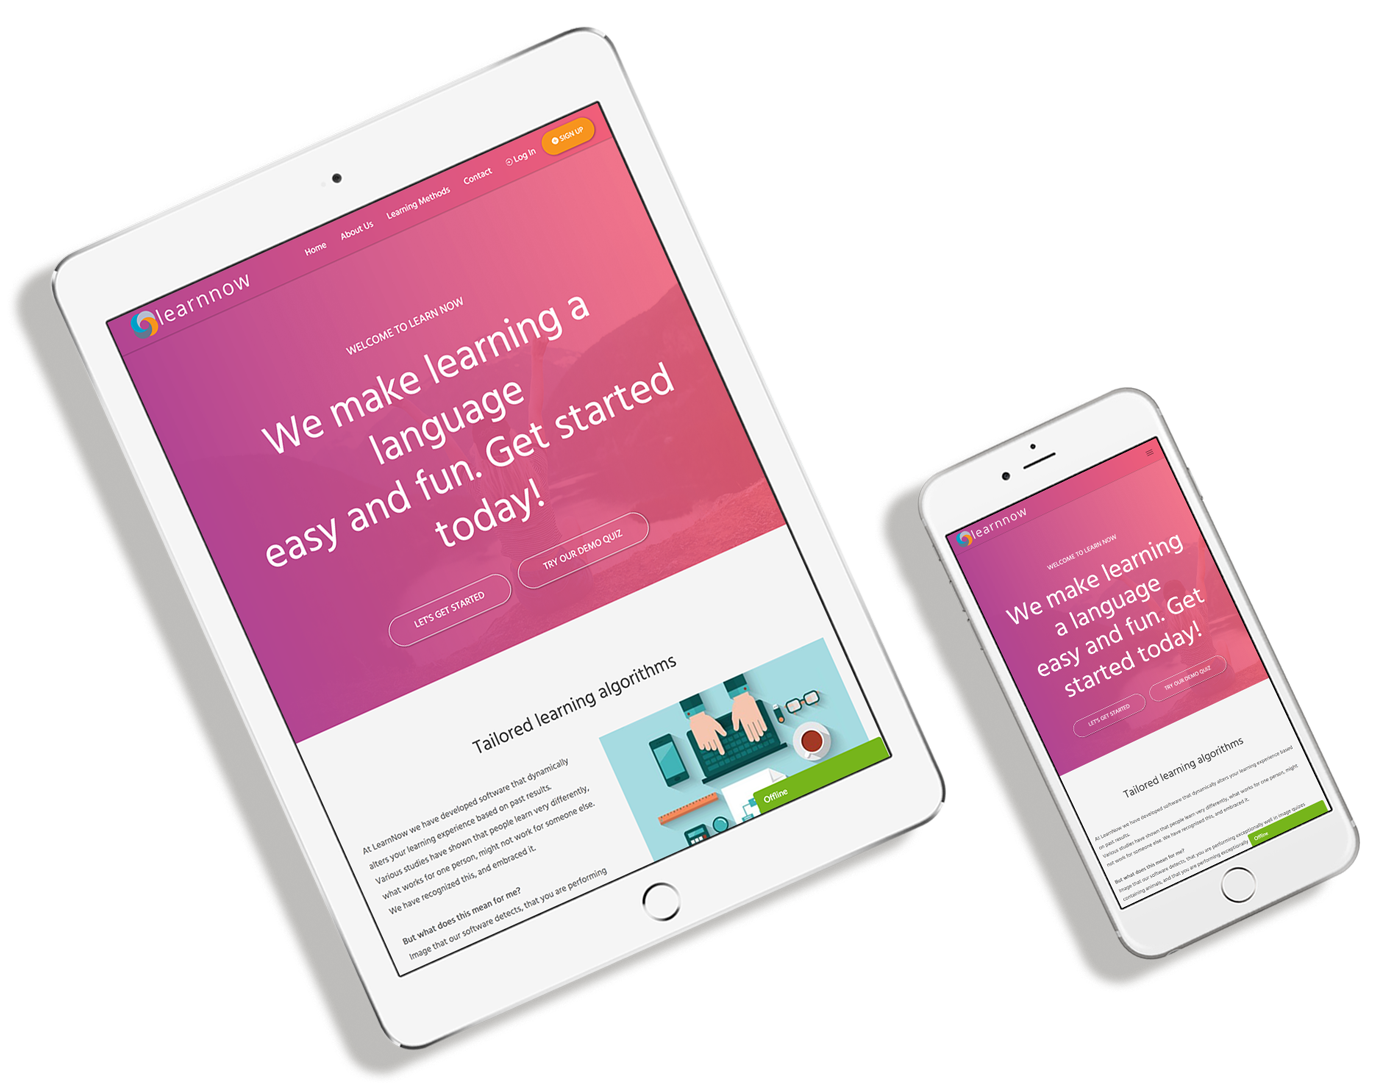 learnnow
Home
About Us
Learning Methods
Contact
Log In
SIGN UP
WELCOME TO LEARN NOW
We make learning a
language
easy and fun. Get started
today!
LET'S GET STARTED
TRY OUR DEMO QUIZ
Tailored learning algorithms
At LearnNow we have developed software that dynamically
alters your learning experience based on past results.
Various studies have shown that people learn very differently,
what works for one person, might not work for someone else.
We have recognized this, and embraced it.
But what does this mean for me?
Image that our software detects, that you are performing
Offline
learnnow
WELCOME TO LEARN NOW
We make learning
a language
easy and fun. Get
started today!
LET'S GET STARTED
TRY OUR DEMO QUIZ
Tailored learning algorithms
At LearnNow we have developed software that dynamically alters your learning experience based
on past results.
Various studies have shown that people learn very differently, what works for one person, might
not work for someone else. We have recognized this, and embraced it.
But what does this mean for me?
Image that our software detects, that you are performing exceptionally well in image quizes
containing animals, and that you are performing exceptionally
Offline